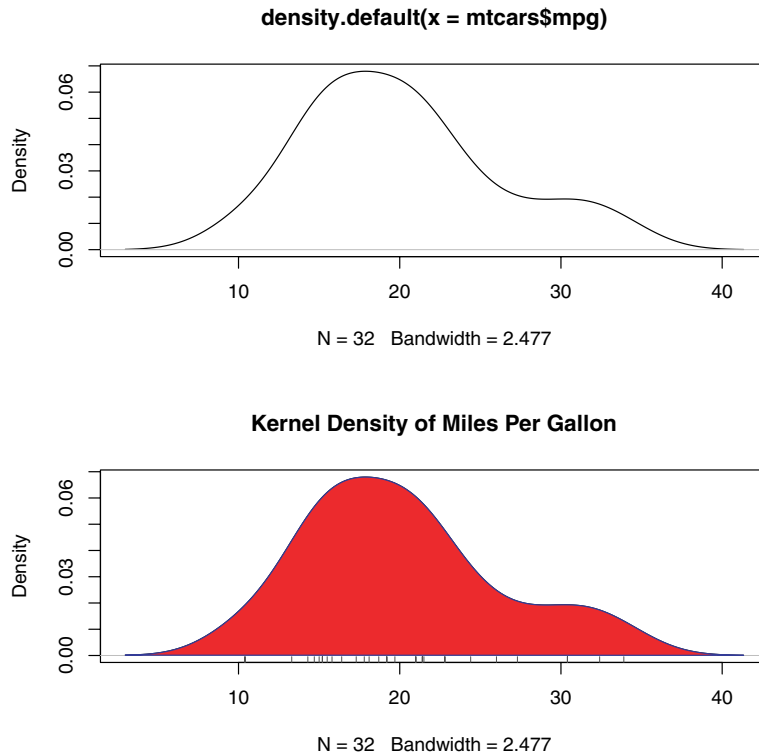 density.default(x = mtcars$mpg)
Density
0.06
0.03
0.00
10 20 30 40
N = 32 Bandwidth = 2.477
Kernel Density of Miles Per Gallon
Density
0.06
0.03
0.00
10 20 30 40
N = 32 Bandwidth = 2.477